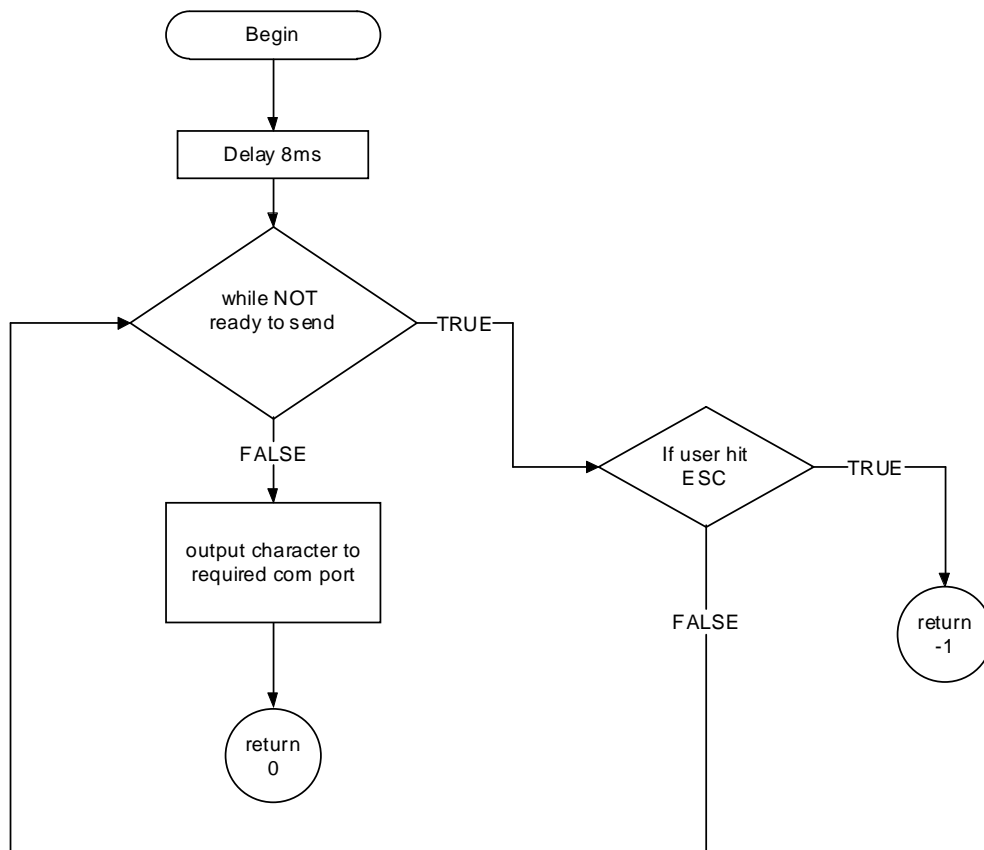 Begin
Delay 8ms
while NOT
ready to send
TRUE
FALSE
If user hit
ESC
TRUE
output character to
required com port
FALSE
return
-1
return
0